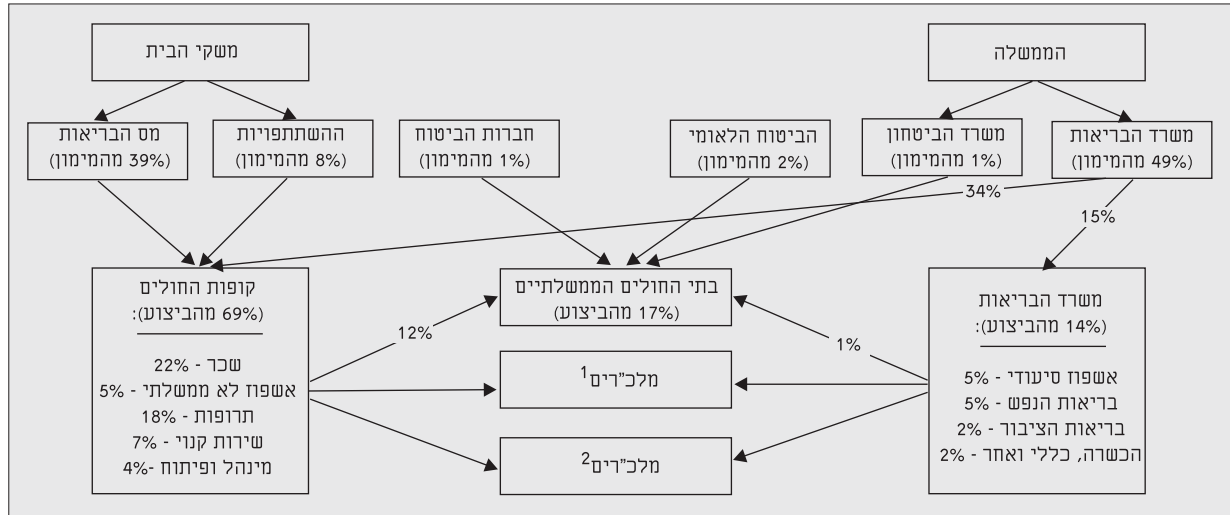 משקי הבית
הממשלה
מס הבריאות
(39% מהמימון)
ההשתתפויות
(8% מהמימון)
חברות הביטוח
(1% מהמימון)
הביטוח הלאומי
(2% מהמימון)
משרד הביטחון
(1% מהמימון)
משרד הבריאות
(49% מהמימון)
34%
15%
קופות החולים
(69% מהביצוע):
שכר - 22%
אשפוז לא ממשלתי - 5%
תרופות - 18%
שירות קנוי - 7%
מינהל ופיתוח -4%
12%
בתי החולים הממשלתיים
(17% מהביצוע)
מלכ"רים1
מלכ"רים2
1%
משרד הבריאות
(14% מהביצוע):
אשפוז סיעודי - 5%
בריאות הנפש - 5%
בריאות הציבור - 2%
הכשרה, כללי ואחר - 2%